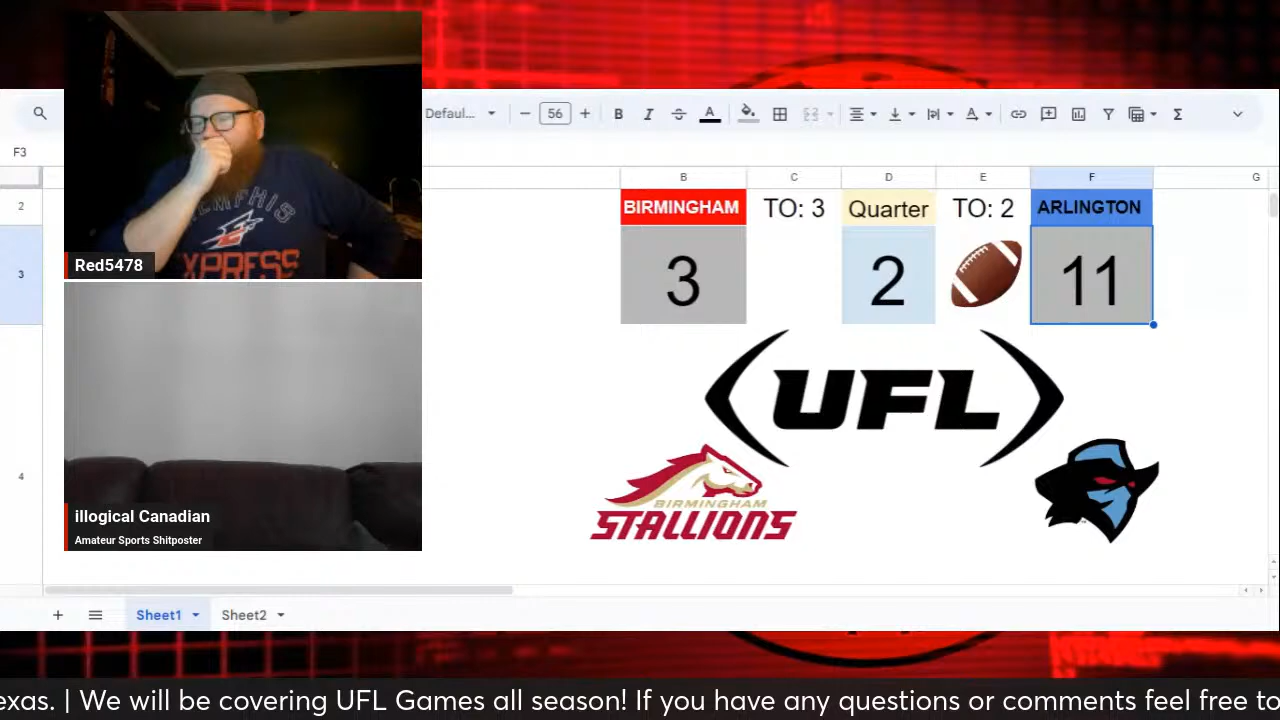 Defaul...
56
B
I
A
Σ
F3
B
C
D
E
F
G
2
BIRMINGHAM
TO: 3
Quarter
TO: 2
ARLINGTON
3
3
2
11
MEMPHIS
XPRESS
Red5478
UFL
4
BIRMINGHAM
STALLIONS
illogical Canadian
Amateur Sports Shitposter
Sheet1
Sheet2
exas. | We will be covering UFL Games all season! If you have any questions or comments feel free to